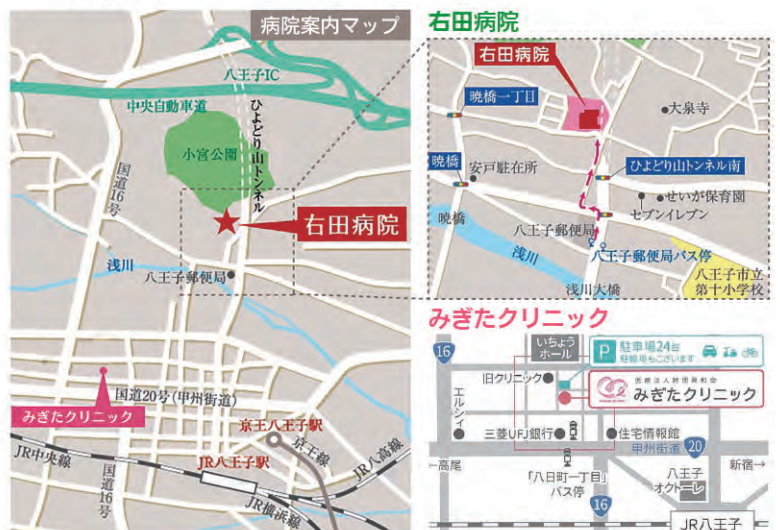 病院案内マップ
八王子IC
中央自動車道
ひよどり山トンネル
小宮公園
国道16号
右田病院
浅川
八王子郵便局
国道20号(甲州街道)
みぎたクリニック
京王八王子駅
京王線
JR八高線
JR中央線
JR八王子駅
国道16号
JR横浜線
右田病院
右田病院
暁橋一丁目
大泉寺
暁橋
安戸駐在所
ひよどり山トンネル南
せいが保育園
セブンイレブン
暁橋
八王子郵便局
八王子郵便局バス停
浅川
浅川大橋
八王子市立
第十小学校
みぎたクリニック
16
いちょう
ホール
P
駐車場24台
駐輪場もございます
旧クリニック
みぎたクリニック
エルシィ
三菱UFJ銀行
住宅情報館
甲州街道
20
←高尾
「八日町一丁目」
バス停
八王子
オクトーレ
新宿→
16
JR八王子